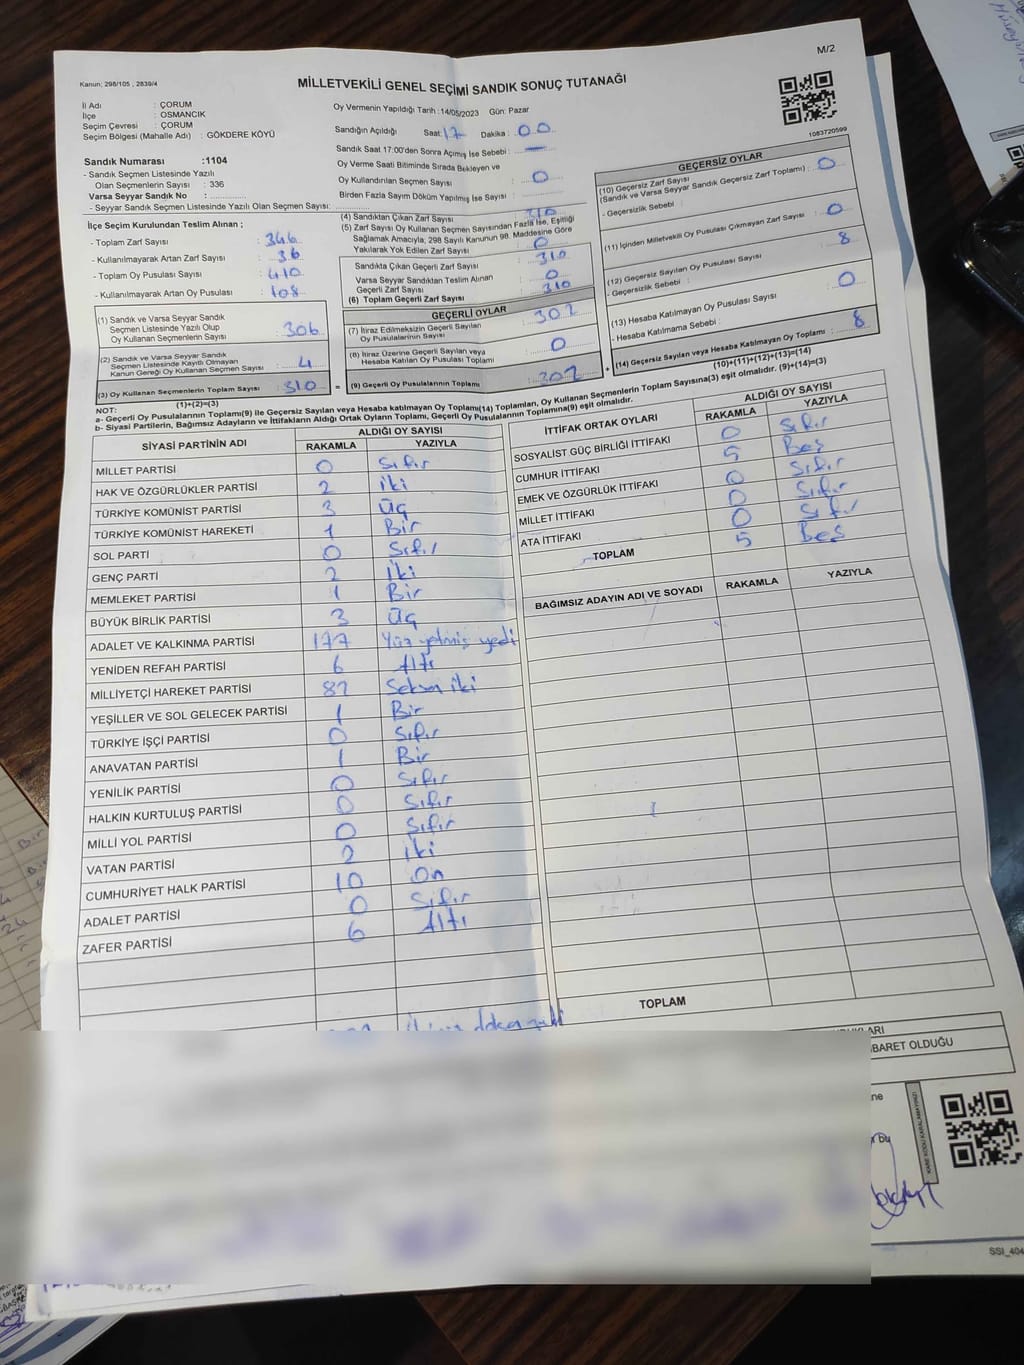 M/2
Kanun; 298/105 , 2839/4
MİLLETVEKİLİ GENEL SEÇİMİ SANDIK SONUÇ TUTANAĞI
İl Adı : ÇORUM
İlçe : OSMANCIK
Seçim Çevresi : ÇORUM
Seçim Bölgesi (Mahalle Adı) : GÖKDERE KÖYÜ
Sandık Numarası :1104
- Sandık Seçmen Listesinde Yazılı
Olan Seçmenlerin Sayısı : 336
Varsa Seyyar Sandık No :
- Seyyar Sandık Seçmen Listesinde Yazılı Olan Seçmen Sayısı:
Oy Vermenin Yapıldığı Tarih :14/05/2023 Gün: Pazar
Sandığın Açıldığı Saat: 17 Dakika : 00
Sandık Saat 17:00'den Sonra Açmış İse Sebebi : —
Oy Verme Saati Bitiminde Sırada Bekleyen ve
Oy Kullandırılan Seçmen Sayısı : 0
Birden Fazla Sayım Döküm Yapılmış İse Sayısı :
1083720599
İlçe Seçim Kurulundan Teslim Alınan ;
- Toplam Zarf Sayısı : 346
- Kullanılmayarak Artan Zarf Sayısı : 36
- Toplam Oy Pusulası Sayısı : 410
- Kullanılmayarak Artan Oy Pusulası : 108
(1) Sandık ve Varsa Seyyar Sandık
Seçmen Listesinde Yazılı Olup
Oy Kullanan Seçmenlerin Sayısı : 306
(2) Sandık ve Varsa Seyyar Sandık
Seçmen Listesinde Kayıtlı Olmayan
Kanun Gereği Oy Kullanan Seçmen Sayısı : 4
(3) Oy Kullanan Seçmenlerin Toplam Sayısı : 310
(1)+(2)=(3)
(4) Sandıktan Çıkan Zarf Sayısı : 310
(5) Zarf Sayısı Oy Kullanan Seçmen Sayısından Fazla İse, Eşitliği
Sağlamak Amacıyla, 298 Sayılı Kanunun 98. Maddesine Göre
Yakılarak Yok Edilen Zarf Sayısı : 0
Sandıkta Çıkan Geçerli Zarf Sayısı : 310
Varsa Seyyar Sandıktan Teslim Alınan
Geçerli Zarf Sayısı : 0
(6) Toplam Geçerli Zarf Sayısı : 310
GEÇERLİ OYLAR
(7) İtiraz Edilmeksizin Geçerli Sayılan
Oy Pusulalarının Sayısı : 302
(8) İtiraz Üzerine Geçerli Sayılan veya
Hesaba Katılan Oy Pusulası Toplamı : 0
= (9) Geçerli Oy Pusulalarının Toplamı : 302 +
GEÇERSİZ OYLAR
(10) Geçersiz Zarf Sayısı
(Sandık ve Varsa Seyyar Sandık Geçersiz Zarf Toplamı) : 0
- Geçersizlik Sebebi :
(11) İçinden Milletvekili Oy Pusulası Çıkmayan Zarf Sayısı : 0
(12) Geçersiz Sayılan Oy Pusulası Sayısı : 8
- Geçersizlik Sebebi :
(13) Hesaba Katılmayan Oy Pusulası Sayısı : 0
- Hesaba Katılmama Sebebi :
(14) Geçersiz Sayılan veya Hesaba Katılmayan Oy Toplamı : 8
(10)+(11)+(12)+(13)=(14)
NOT:
a- Geçerli Oy Pusulalarının Toplamı(9) ile Geçersiz Sayılan veya Hesaba katılmayan Oy Toplamı(14) Toplamları, Oy Kullanan Seçmenlerin Toplam Sayısına(3) eşit olmalıdır. (9)+(14)=(3)
b- Siyasi Partilerin, Bağımsız Adayların ve İttifakların Aldığı Ortak Oyların Toplamı, Geçerli Oy Pusulalarının Toplamına(9) eşit olmalıdır.
SİYASİ PARTİNİN ADI ALDIĞI OY SAYISI
RAKAMLA YAZIYLA
MİLLET PARTİSİ 0 Sıfır
HAK VE ÖZGÜRLÜKLER PARTİSİ 2 İki
TÜRKİYE KOMÜNİST PARTİSİ 3 Üç
TÜRKİYE KOMÜNİST HAREKETİ 1 Bir
SOL PARTİ 0 Sıfır
GENÇ PARTİ 2 İki
MEMLEKET PARTİSİ 1 Bir
BÜYÜK BİRLİK PARTİSİ 3 Üç
ADALET VE KALKINMA PARTİSİ 177 Yüz yetmiş yedi
YENİDEN REFAH PARTİSİ 6 Altı
MİLLİYETÇİ HAREKET PARTİSİ 82 Seksen iki
YEŞİLLER VE SOL GELECEK PARTİSİ 1 Bir
TÜRKİYE İŞÇİ PARTİSİ 0 Sıfır
ANAVATAN PARTİSİ 1 Bir
YENİLİK PARTİSİ 0 Sıfır
HALKIN KURTULUŞ PARTİSİ 0 Sıfır
MİLLİ YOL PARTİSİ 0 Sıfır
VATAN PARTİSİ 2 İki
CUMHURİYET HALK PARTİSİ 10 On
ADALET PARTİSİ 0 Sıfır
ZAFER PARTİSİ 6 Altı
İTTİFAK ORTAK OYLARI ALDIĞI OY SAYISI
RAKAMLA YAZIYLA
SOSYALİST GÜÇ BİRLİĞİ İTTİFAKI 0 Sıfır
CUMHUR İTTİFAKI 5 Beş
EMEK VE ÖZGÜRLÜK İTTİFAKI 0 Sıfır
MİLLET İTTİFAKI 0 Sıfır
ATA İTTİFAKI 0 Sıfır
TOPLAM 5 Beş
BAĞIMSIZ ADAYIN ADI VE SOYADI RAKAMLA YAZIYLA
TOPLAM
BARET OLDUĞU
KARE KODU KARALAMAYINIZ!
SSI_404